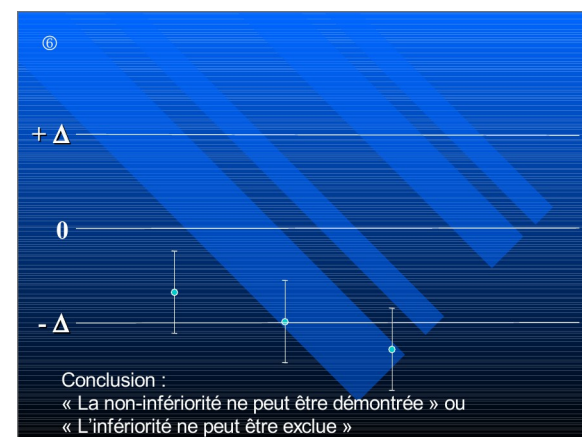 ⑥
+ Δ
0
- Δ
Conclusion :
« La non-infériorité ne peut être démontrée » ou
« L'infériorité ne peut être exclue »